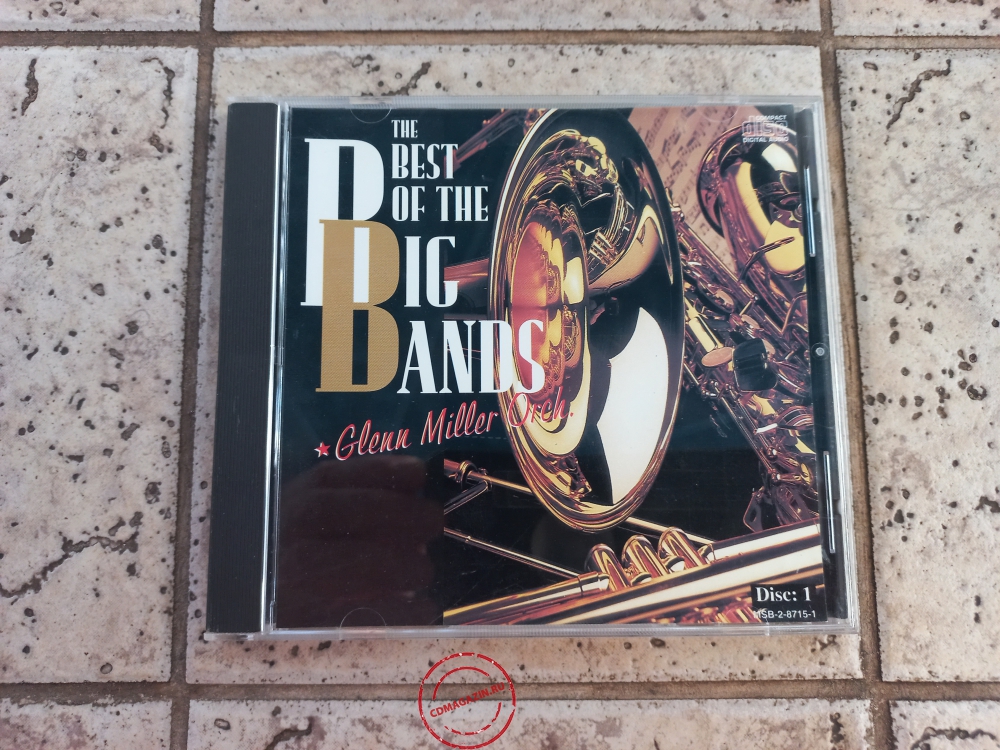 THE
BEST
OF THE
BIG
BANDS
★Glenn Miller Orch.
COMPACT
disc
DIGITAL AUDIO
Disc: 1
MSB-2-8715-1
CDMAGAZIN.RU